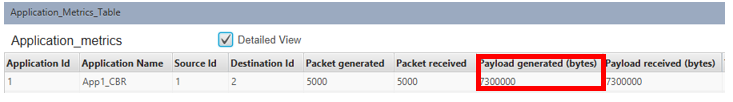 Application_Metrics_Table
Application_metrics Detailed View
Application Id Application Name Source Id Destination Id Packet generated Packet received Payload generated (bytes) Payload received (bytes)
1 App1_CBR 1 2 5000 5000 7300000 7300000